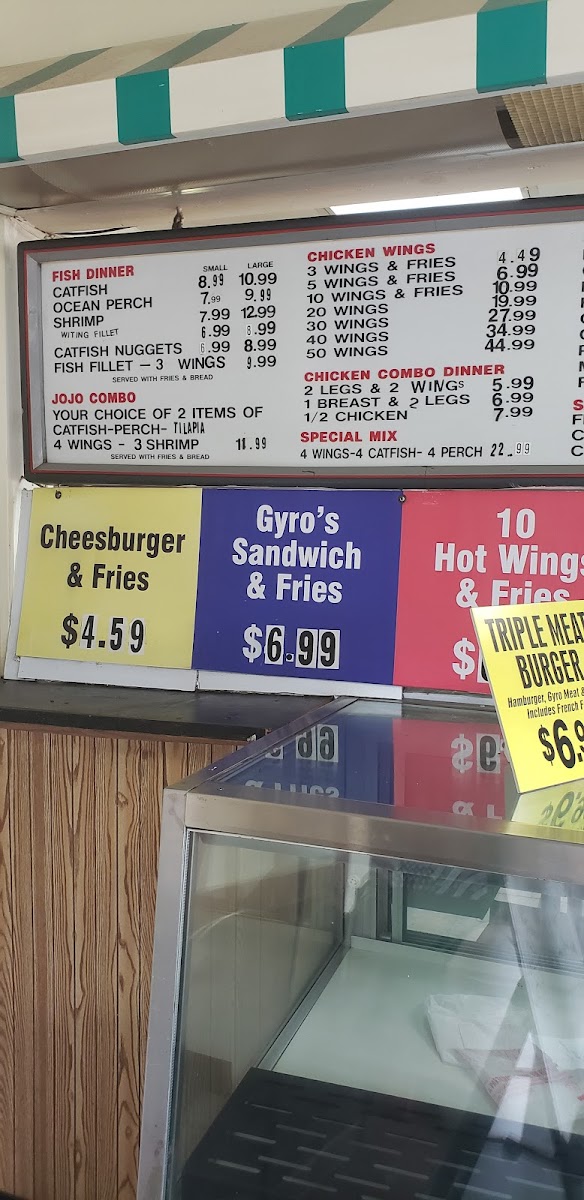 FISH DINNER SMALL LARGE
CATFISH 8.99 10.99
OCEAN PERCH 7.99 9.99
SHRIMP 7.99 12.99
WITING FILLET 6.99 8.99
CATFISH NUGGETS 6.99 8.99
FISH FILLET - 3 WINGS 9.99
SERVED WITH FRIES & BREAD
JOJO COMBO
YOUR CHOICE OF 2 ITEMS OF
CATFISH-PERCH- TILAPIA
4 WINGS - 3 SHRIMP 11.99
SERVED WITH FRIES & BREAD
CHICKEN WINGS
3 WINGS & FRIES 4.49
5 WINGS & FRIES 6.99
10 WINGS & FRIES 10.99
20 WINGS 19.99
30 WINGS 27.99
40 WINGS 34.99
50 WINGS 44.99
CHICKEN COMBO DINNER
2 LEGS & 2 WINGS 5.99
1 BREAST & 2 LEGS 6.99
1/2 CHICKEN 7.99
SPECIAL MIX
4 WINGS-4 CATFISH- 4 PERCH 22.99
Cheesburger
& Fries
$4.59
Gyro's
Sandwich
& Fries
$6.99
10
Hot Wings
& Fries
$
TRIPLE MEAT
BURGER
Hamburger, Gyro Meat &
Includes French F
$6.9